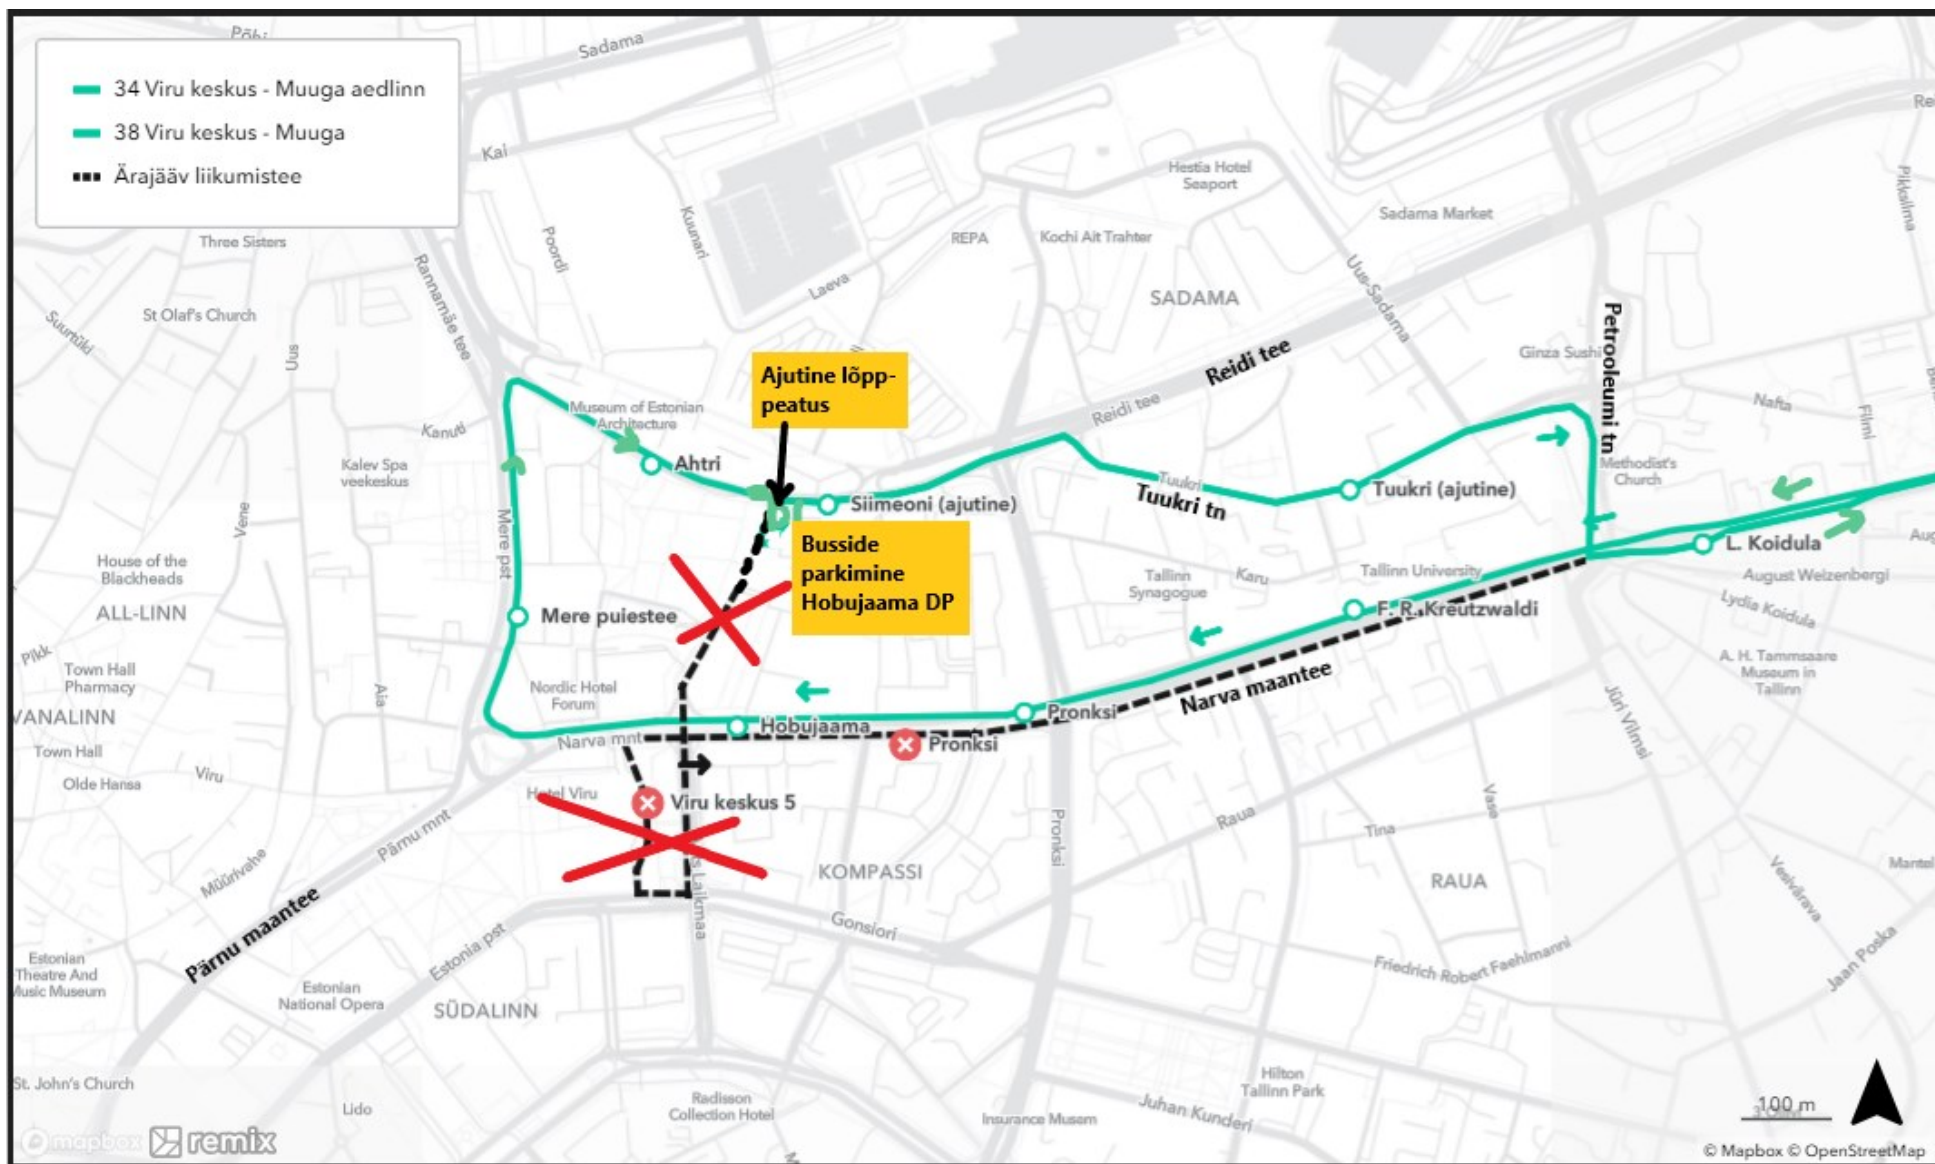 34 Viru keskus - Muuga aedlinn
38 Viru keskus - Muuga
Ärajääv liikumistee
Sadama
Kai
Three Sisters
Poordi
Kuunari
Rannamäe tee
St Olaf's Church
Suurtüki
Uus
Laeva
REPA
Kochi Ait Trahter
Hestia Hotel
Seaport
Sadama Market
Pikksilma
SADAMA
Uus-Sadama
Reidi tee
Reidi tee
Ginza Sushi
Petrooleumi tn
Nafta
Filmi
Ajutine lõpp-
peatus
Museum of Estonian
Architecture
Kanuti
Kalev Spa
veekeskus
Ahtri
Siimeoni (ajutine)
Tuukri
Tuukri tn
Tuukri (ajutine)
Methodist's
Church
Vene
Mere pst
Busside
parkimine
Hobujaama DP
L. Koidula
House of the
Blackheads
ALL-LINN
Tallinn
Synagogue
Karu
Tallinn University
August Weizenbergi
Lydia Koidula
Mere puiestee
F. R. Kreutzwaldi
Pikk
Town Hall
Pharmacy
Aia
Nordic Hotel
Forum
A. H. Tammsaare
Museum in
Tallinn
VANALINN
Narva maantee
Jüri Vilmsi
Town Hall
Narva mnt
Hobujaama
Pronksi
Pronksi
Olde Hansa
Viru
Hotel Viru
Viru keskus 5
Pärnu mnt
Pronksi
Raua
Vase
Tina
Müürivahe
KOMPASSI
RAUA
Mantel
Vesivärava
s Laikmaa
Gonsiori
Pärnu maantee
Estonia pst
Estonian
Theatre And
Music Museum
Estonian
National Opera
SÜDALINN
Friedrich Robert Faehlmanni
Jaan Poska
St. John's Church
Lido
Radisson
Collection Hotel
Insurance Musem
Juhan Kunderi
Hilton
Tallinn Park
100 m
mapbox remix
© Mapbox © OpenStreetMap